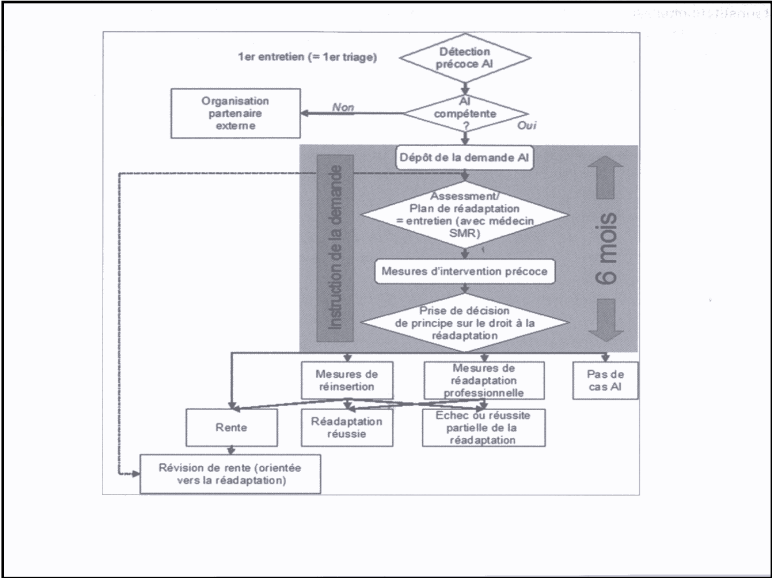 1er entretien (= 1er triage)
Détection
précoce AI
Organisation
partenaire
externe
Non
AI
compétente
?
Oui
Dépôt de la demande AI
Instruction de la demande
Assessment/
Plan de réadaptation
= entretien (avec médecin
SMR)
6 mois
Mesures d'intervention précoce
Prise de décision
de principe sur le droit à la
réadaptation
Mesures de
réinsertion
Mesures de
réadaptation
professionnelle
Pas de
cas AI
Rente
Réadaptation
réussie
Echec ou réussite
partielle de la
réadaptation
Révision de rente (orientée
vers la réadaptation)